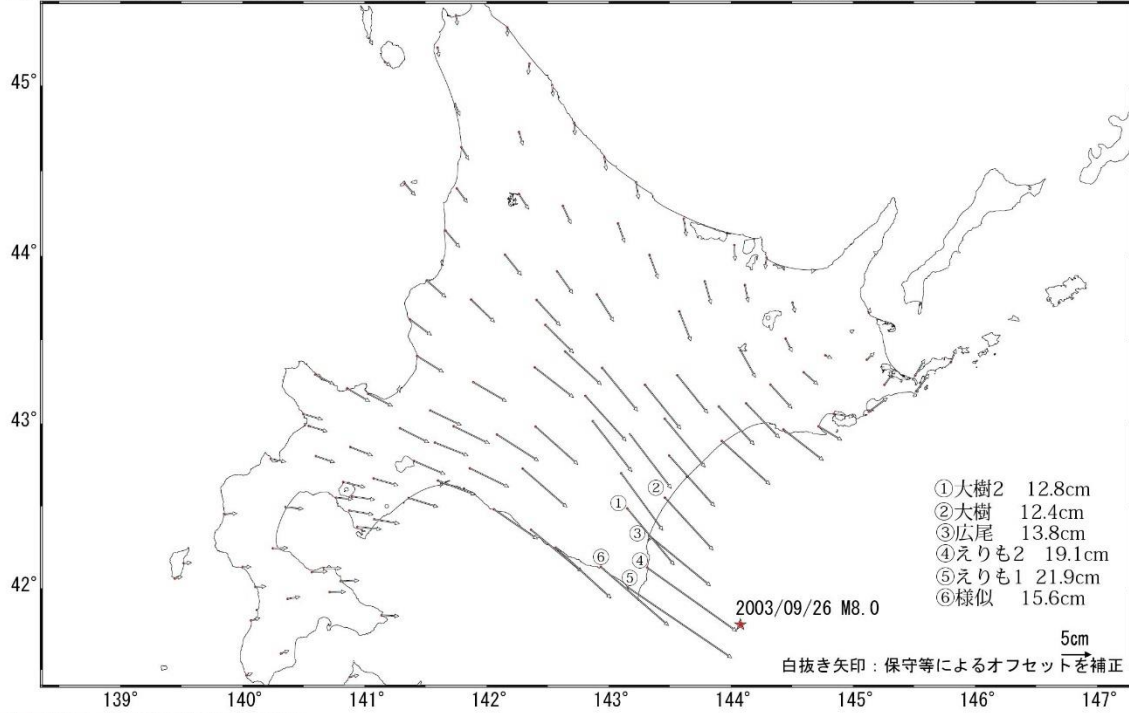 45°
44°
43°
42°
⑥
⑤
①
②
③
④
①大樹2 12.8cm
②大樹 12.4cm
③広尾 13.8cm
④えりも2 19.1cm
⑤えりも1 21.9cm
⑥様似 15.6cm
2003/09/26 M8.0
5cm
白抜き矢印：保守等によるオフセットを補正
139° 140° 141° 142° 143° 144° 145° 146° 147°